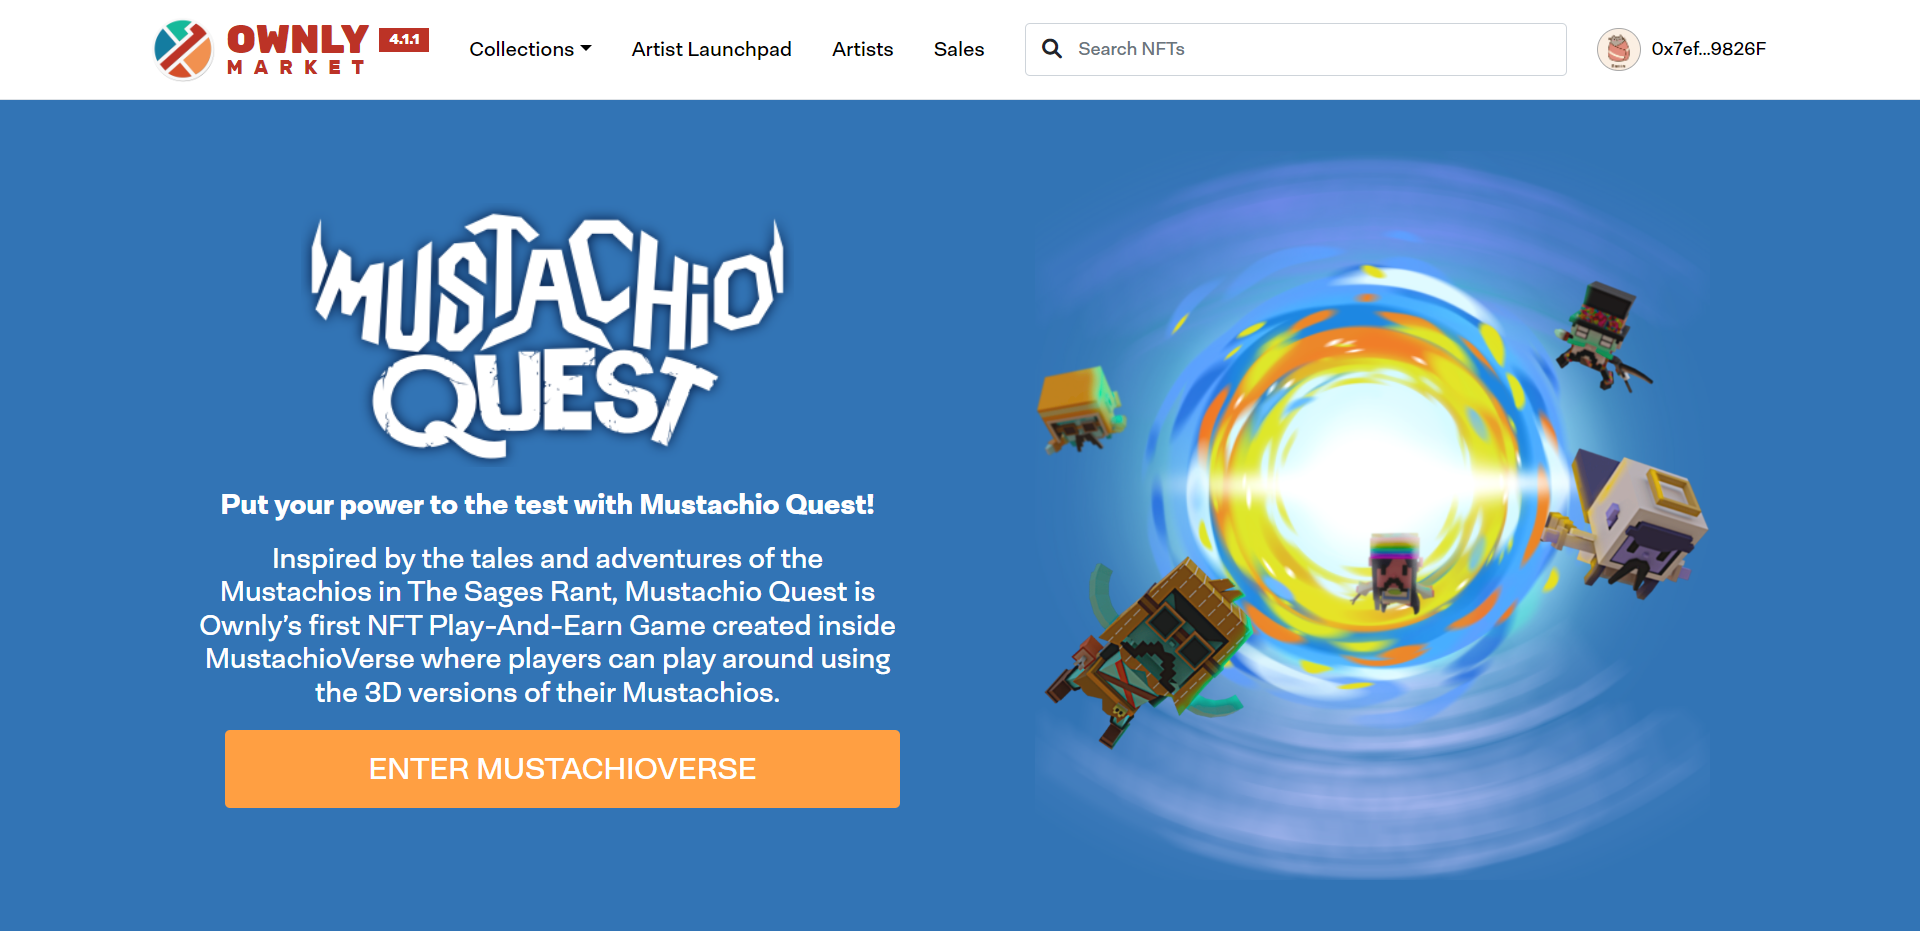 OWNLY
MARKET
4.1.1
Collections
Artist Launchpad
Artists
Sales
Search NFTs
0x7ef...9826F
MUSTACHIO
QUEST
Put your power to the test with Mustachio Quest!
Inspired by the tales and adventures of the
Mustachios in The Sages Rant, Mustachio Quest is
Ownly’s first NFT Play-And-Earn Game created inside
MustachioVerse where players can play around using
the 3D versions of their Mustachios.
ENTER MUSTACHIOVERSE